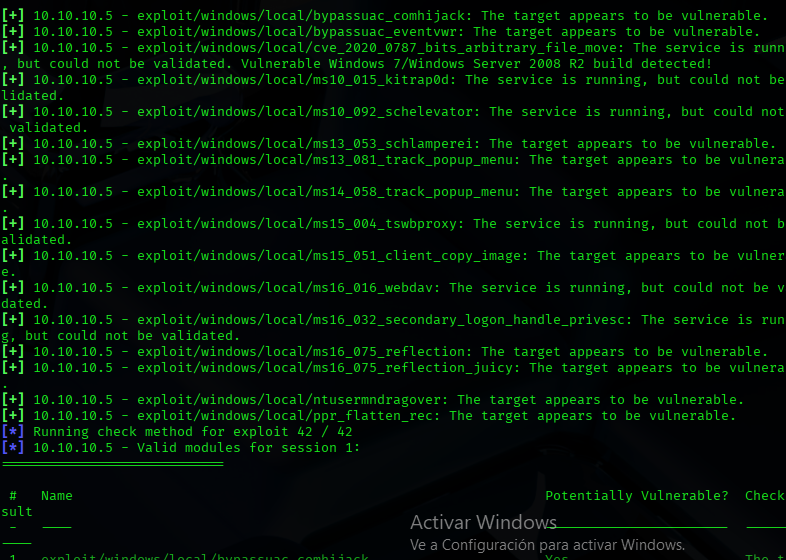 [+] 10.10.10.5 - exploit/windows/local/bypassuac_comhijack: The target appears to be vulnerable.
[+] 10.10.10.5 - exploit/windows/local/bypassuac_eventvwr: The target appears to be vulnerable.
[+] 10.10.10.5 - exploit/windows/local/cve_2020_0787_bits_arbitrary_file_move: The service is runn
, but could not be validated. Vulnerable Windows 7/Windows Server 2008 R2 build detected!
[+] 10.10.10.5 - exploit/windows/local/ms10_015_kitrap0d: The service is running, but could not be
lidated.
[+] 10.10.10.5 - exploit/windows/local/ms10_092_schelevator: The service is running, but could not
validated.
[+] 10.10.10.5 - exploit/windows/local/ms13_053_schlamperei: The target appears to be vulnerable.
[+] 10.10.10.5 - exploit/windows/local/ms13_081_track_popup_menu: The target appears to be vulnera
.
[+] 10.10.10.5 - exploit/windows/local/ms14_058_track_popup_menu: The target appears to be vulnera
.
[+] 10.10.10.5 - exploit/windows/local/ms15_004_tswbproxy: The service is running, but could not b
alidated.
[+] 10.10.10.5 - exploit/windows/local/ms15_051_client_copy_image: The target appears to be vulner
e.
[+] 10.10.10.5 - exploit/windows/local/ms16_016_webdav: The service is running, but could not be v
dated.
[+] 10.10.10.5 - exploit/windows/local/ms16_032_secondary_logon_handle_privesc: The service is run
g, but could not be validated.
[+] 10.10.10.5 - exploit/windows/local/ms16_075_reflection: The target appears to be vulnerable.
[+] 10.10.10.5 - exploit/windows/local/ms16_075_reflection_juicy: The target appears to be vulnera
.
[+] 10.10.10.5 - exploit/windows/local/ntusermndragover: The target appears to be vulnerable.
[+] 10.10.10.5 - exploit/windows/local/ppr_flatten_rec: The target appears to be vulnerable.
[*] Running check method for exploit 42 / 42
[*] 10.10.10.5 - Valid modules for session 1:
============================
# Name Potentially Vulnerable? Check
sult
- ---- ----------------------- -----
----
Activar Windows
Ve a Configuración para activar Windows.
1 exploit/windows/local/bypassuac_comhijack Yes The t